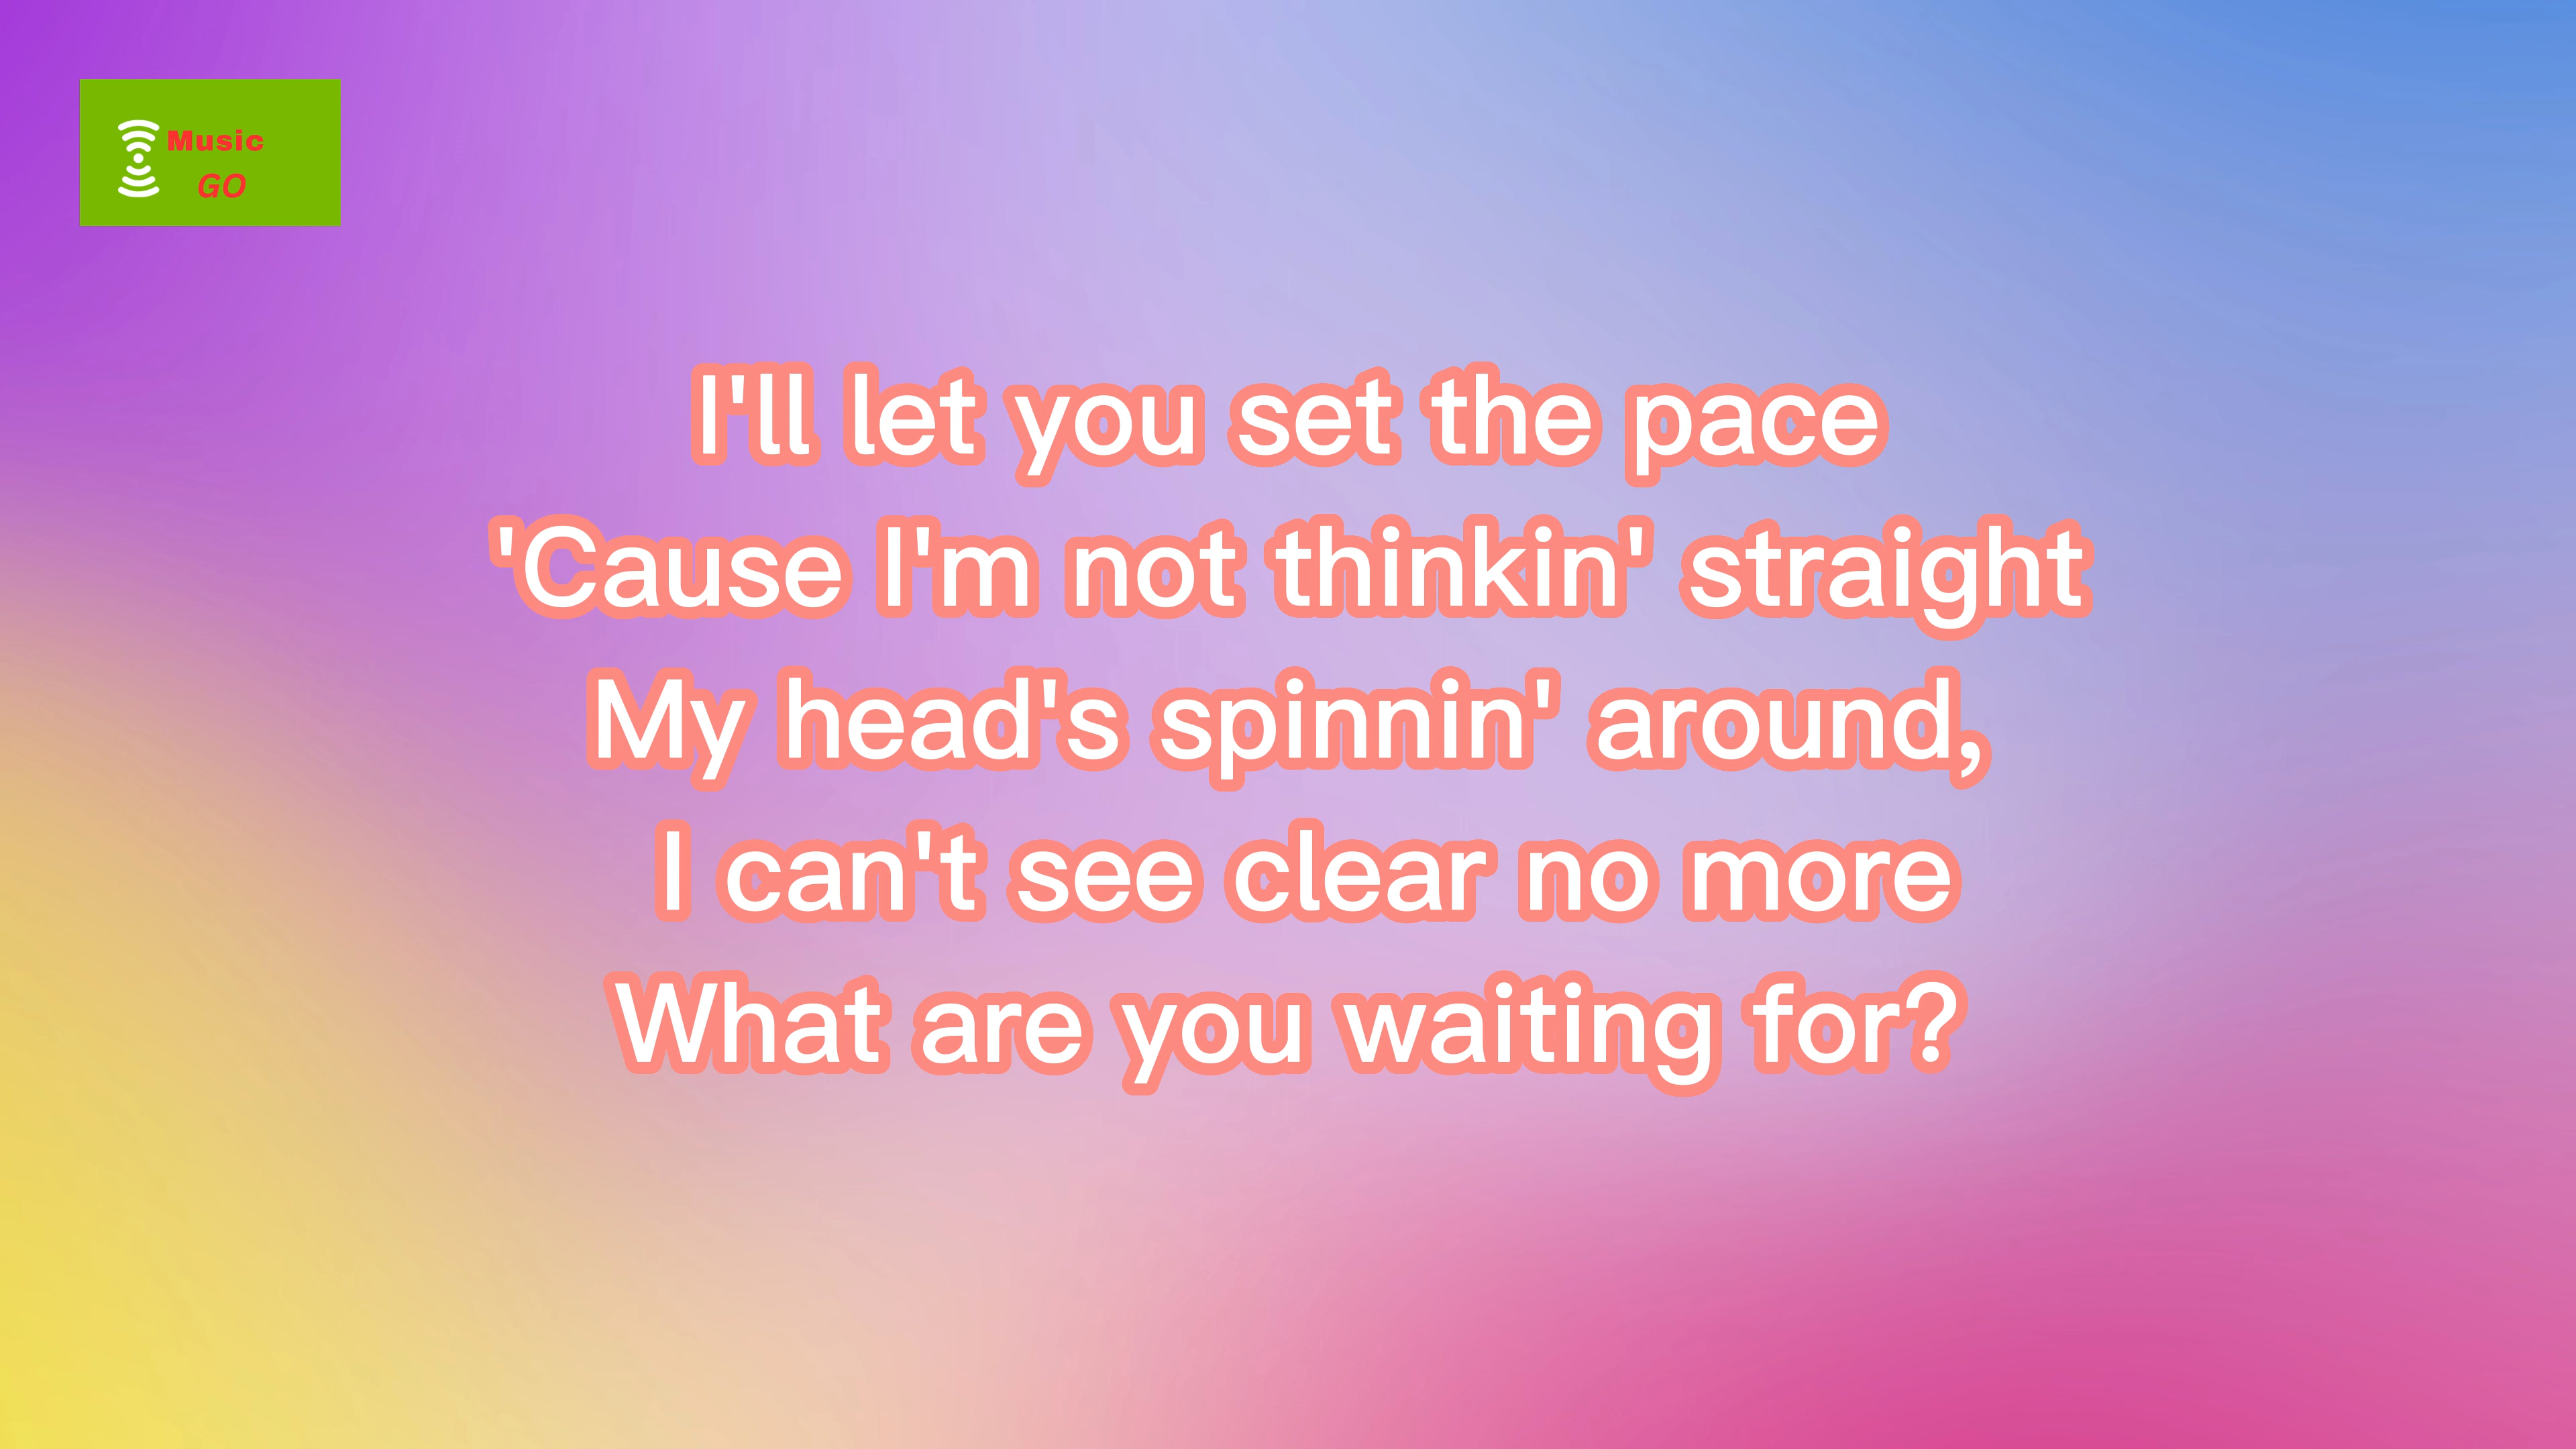 Music
GO
I'll let you set the pace
'Cause I'm not thinkin' straight
My head's spinnin' around,
I can't see clear no more
What are you waiting for?